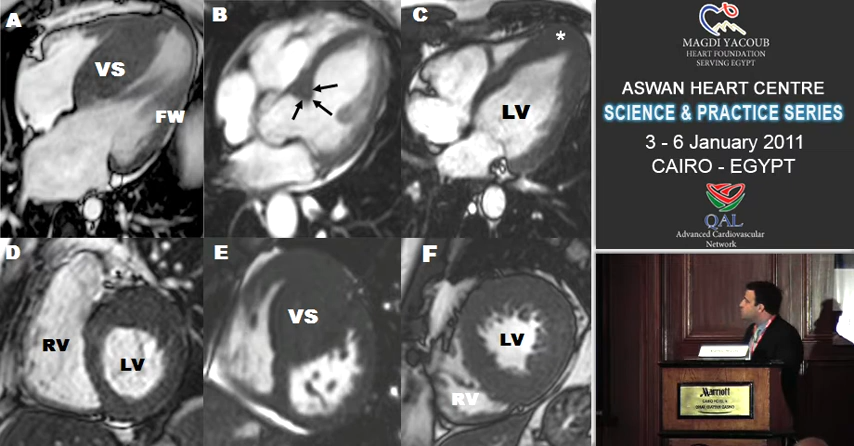 A
VS
FW
B
C
*
LV
D
RV
LV
E
VS
F
LV
RV
MAGDI YACOUB
HEART FOUNDATION
SERVING EGYPT
ASWAN HEART CENTRE
SCIENCE & PRACTICE SERIES
3 - 6 January 2011
CAIRO - EGYPT
QAL
Advanced Cardiovascular
Network
Marriott